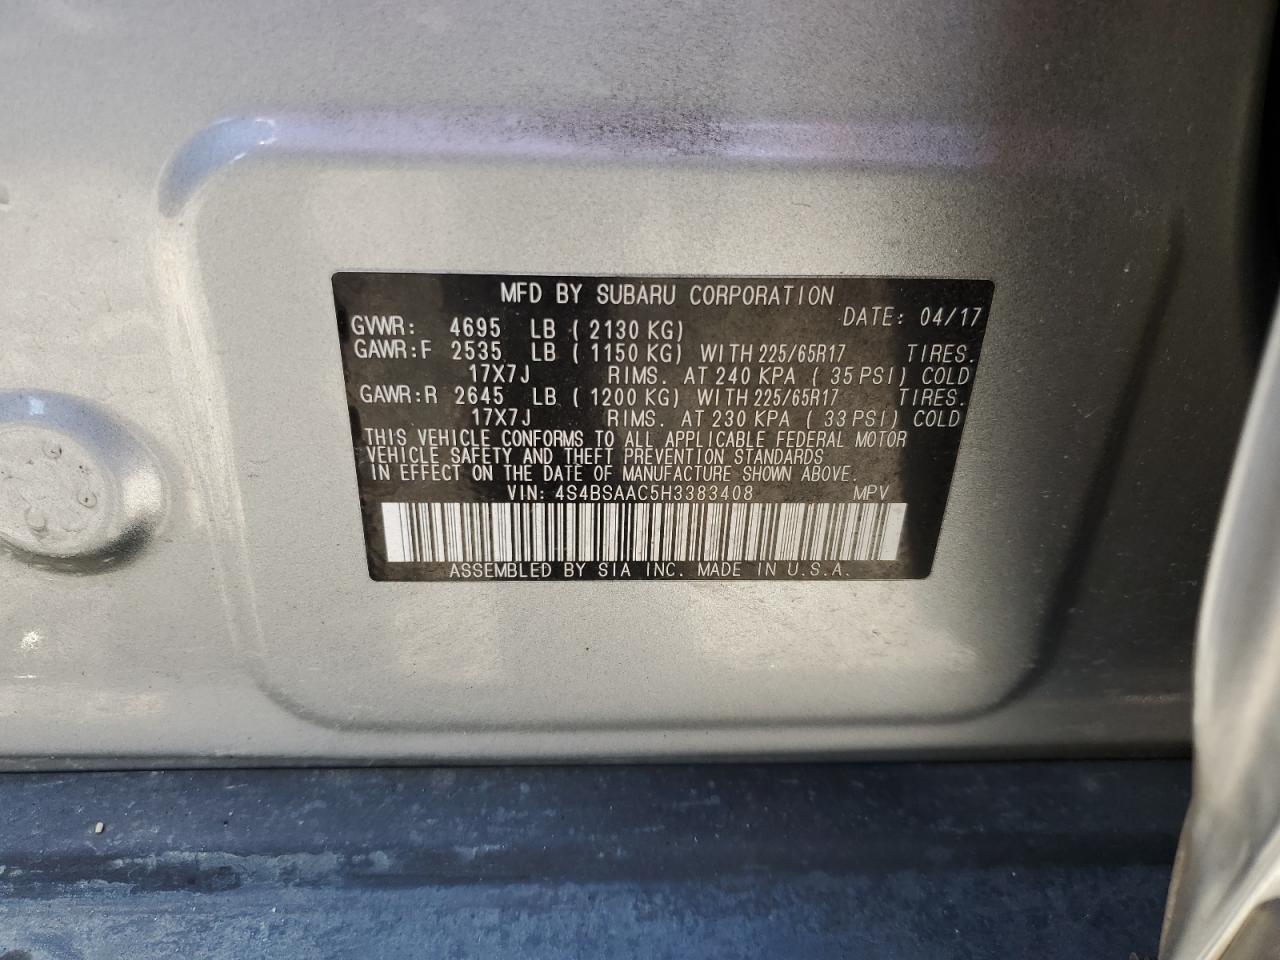 MFD BY SUBARU CORPORATION
DATE: 04/17
GVWR: 4695 LB ( 2130 KG)
GAWR:F 2535 LB ( 1150 KG) WITH 225/65R17 TIRES.
17X7J RIMS. AT 240 KPA ( 35 PSI) COLD
GAWR:R 2645 LB ( 1200 KG) WITH 225/65R17 TIRES.
17X7J RIMS. AT 230 KPA ( 33 PSI) COLD
THIS VEHICLE CONFORMS TO ALL APPLICABLE FEDERAL MOTOR
VEHICLE SAFETY AND THEFT PREVENTION STANDARDS
IN EFFECT ON THE DATE OF MANUFACTURE SHOWN ABOVE.
VIN: 4S4BSAAC5H3383408 MPV
ASSEMBLED BY SIA INC. MADE IN U.S.A.